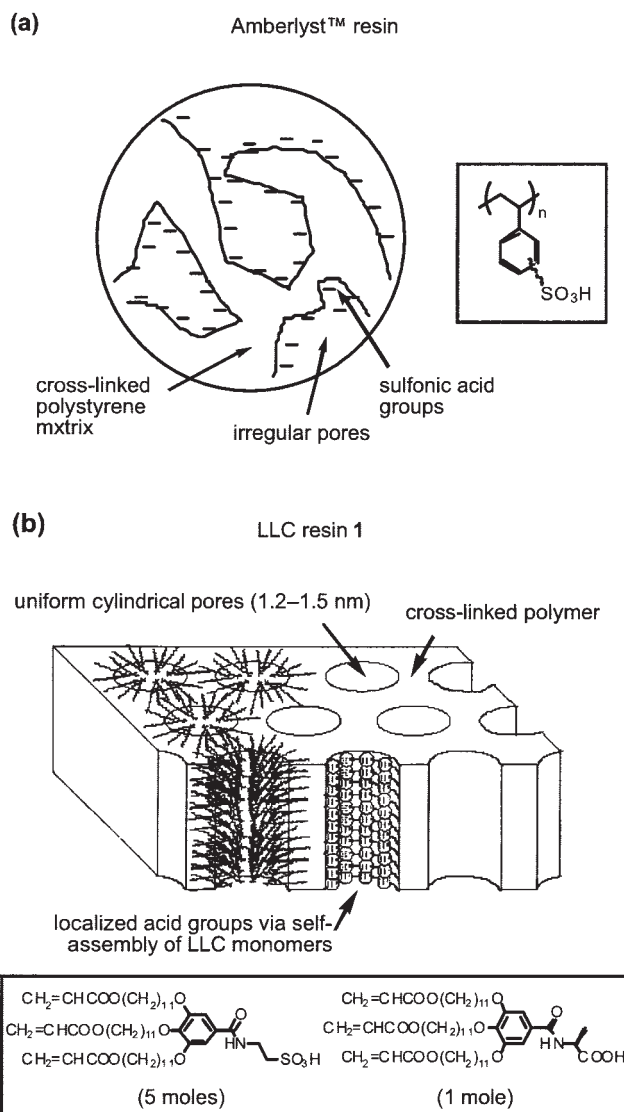 (a)
Amberlyst™ resin
n
SO₃H
cross-linked
polystyrene
mxtrix
irregular pores
sulfonic acid
groups
(b)
LLC resin 1
uniform cylindrical pores (1.2–1.5 nm)
cross-linked polymer
localized acid groups via self-
assembly of LLC monomers
CH₂=CHCOO(CH₂)₁₁O
CH₂=CHCOO(CH₂)₁₁O
CH₂=CHCOO(CH₂)₁₁O
O
HN
SO₃H
(5 moles)
CH₂=CHCOO(CH₂)₁₁O
CH₂=CHCOO(CH₂)₁₁O
CH₂=CHCOO(CH₂)₁₁O
O
HN
COOH
(1 mole)